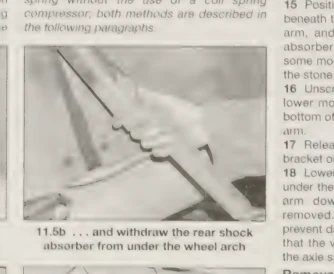 spring without the use of a coil spring
compressor; both methods are described in
the following paragraphs.
11.5b . . . and withdraw the rear shock
absorber from under the wheel arch
15 Positi
beneath t
arm, and
absorber
some mo
the stone
16 Unscr
lower mo
bottom of
arm.
17 Relea
bracket o
18 Lower
under the
arm dow
removed.
prevent d
that the v
the axle s